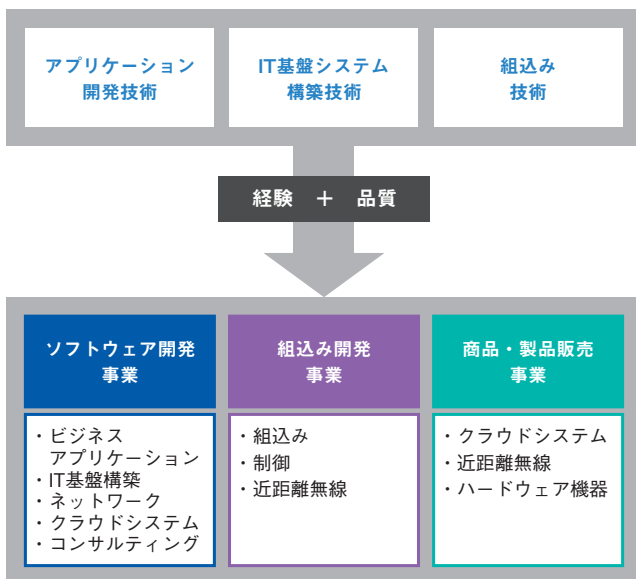 アプリケーション
開発技術
IT基盤システム
構築技術
組込み
技術
経験 ＋ 品質
ソフトウェア開発
事業
・ビジネス
アプリケーション
・IT基盤構築
・ネットワーク
・クラウドシステム
・コンサルティング
組込み開発
事業
・組込み
・制御
・近距離無線
商品・製品販売
事業
・クラウドシステム
・近距離無線
・ハードウェア機器